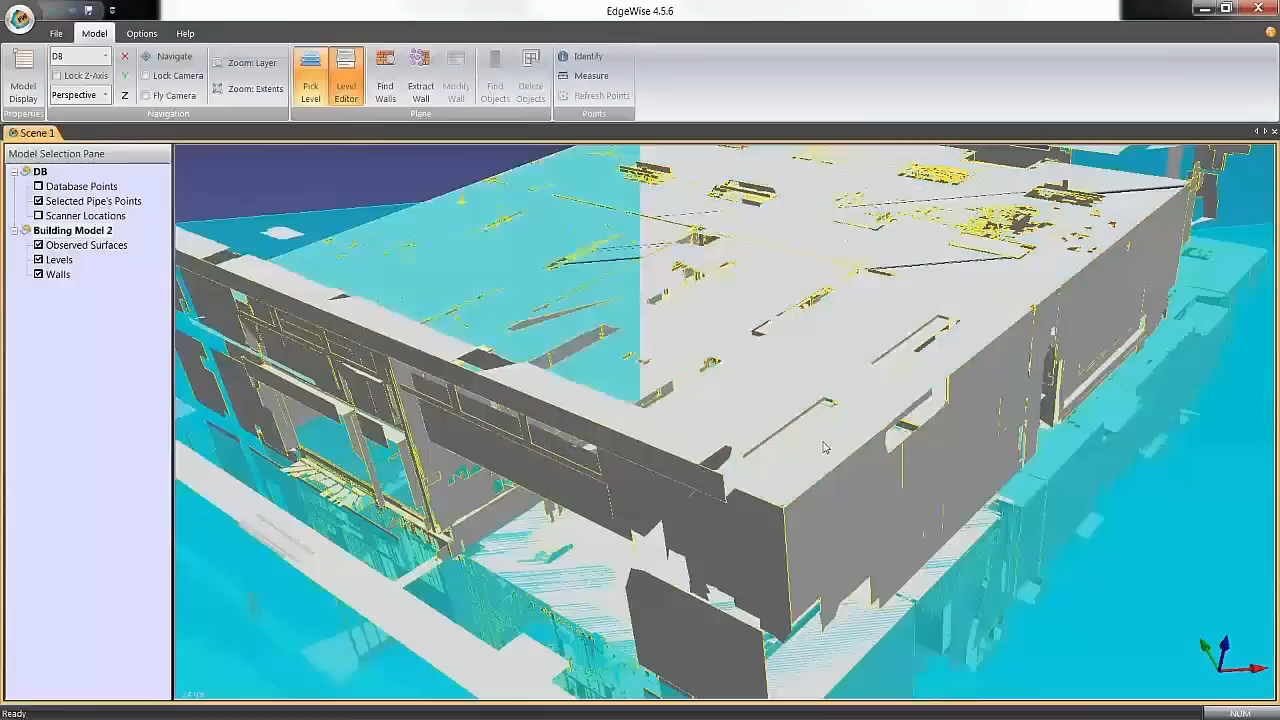 EdgeWise 4.5.6
File Model Options Help
Model Display
DB
Lock Z-Axis
Perspective
X
Y
Z
Navigate
Lock Camera
Fly Camera
Zoom: Layer
Zoom: Extents
Pick Level
Level Editor
Find Walls
Extract Wall
Modify Wall
Find Objects
Delete Objects
Identify
Measure
Refresh Points
Properties Navigation Plane Points
Scene 1
Model Selection Pane
DB
Database Points
Selected Pipe's Points
Scanner Locations
Building Model 2
Observed Surfaces
Levels
Walls
Ready
NUM